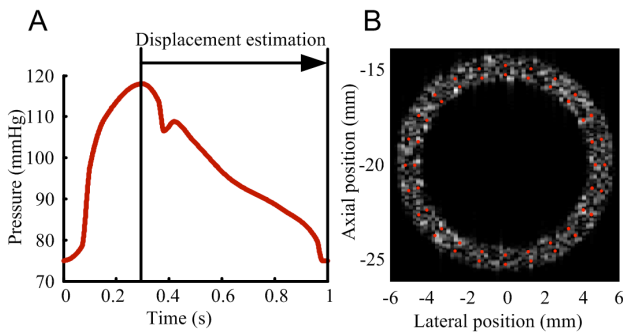 A
Displacement estimation
120
110
100
90
80
70
Pressure (mmHg)
0 0.2 0.4 0.6 0.8 1
Time (s)
B
-15
-20
-25
Axial position (mm)
-6 -4 -2 0 2 4 6
Lateral position (mm)